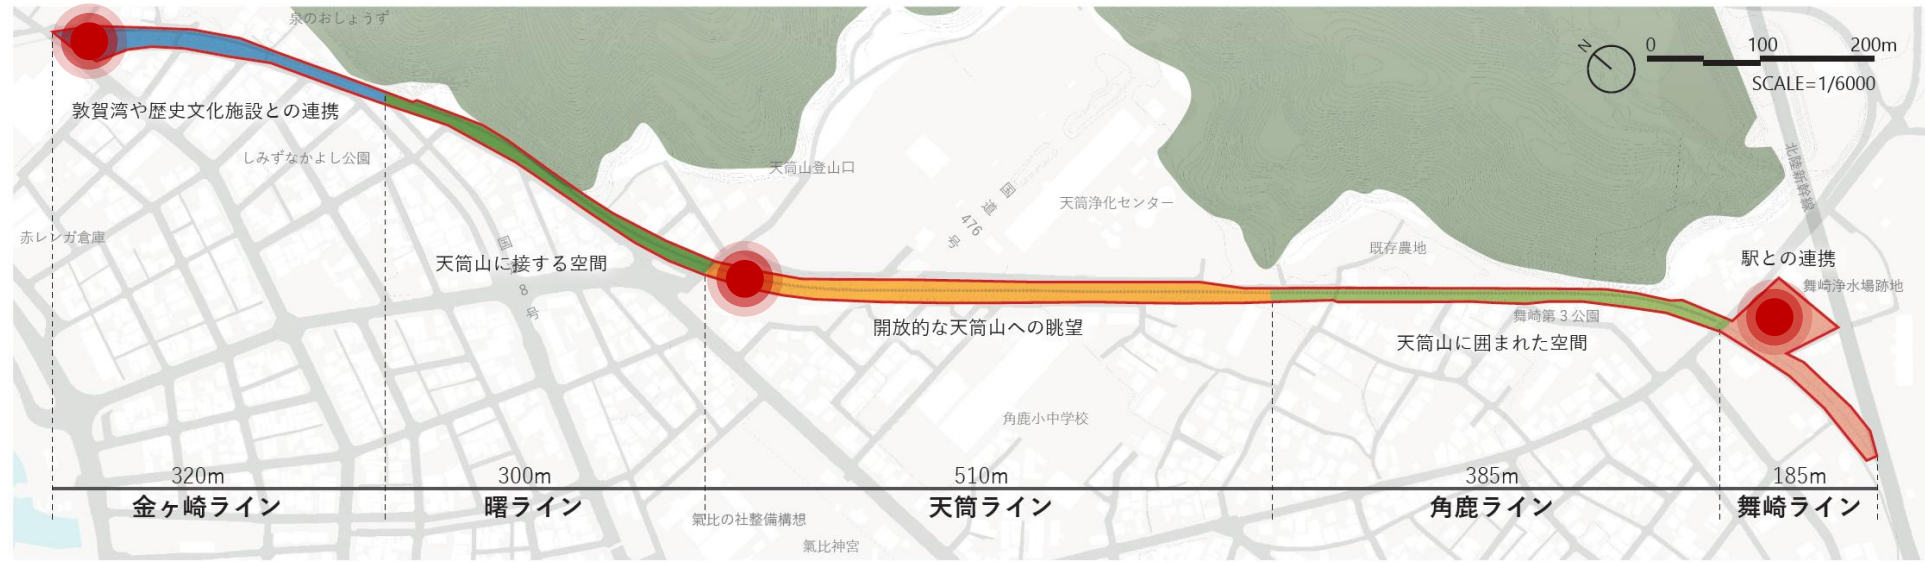 泉のおしょうず
N
0 100 200m
SCALE=1/6000
敦賀湾や歴史文化施設との連携
しみずなかよし公園
天筒山登山口
北陸新幹線
国道476号
天筒浄化センター
赤レンガ倉庫
国
8号
天筒山に接する空間
既存農地
駅との連携
舞崎浄水場跡地
舞崎第3公園
開放的な天筒山への眺望
天筒山に囲まれた空間
角鹿小中学校
320m 300m 510m 385m 185m
金ヶ崎ライン 曙ライン 天筒ライン 角鹿ライン 舞崎ライン
氣比の社整備構想
氣比神宮